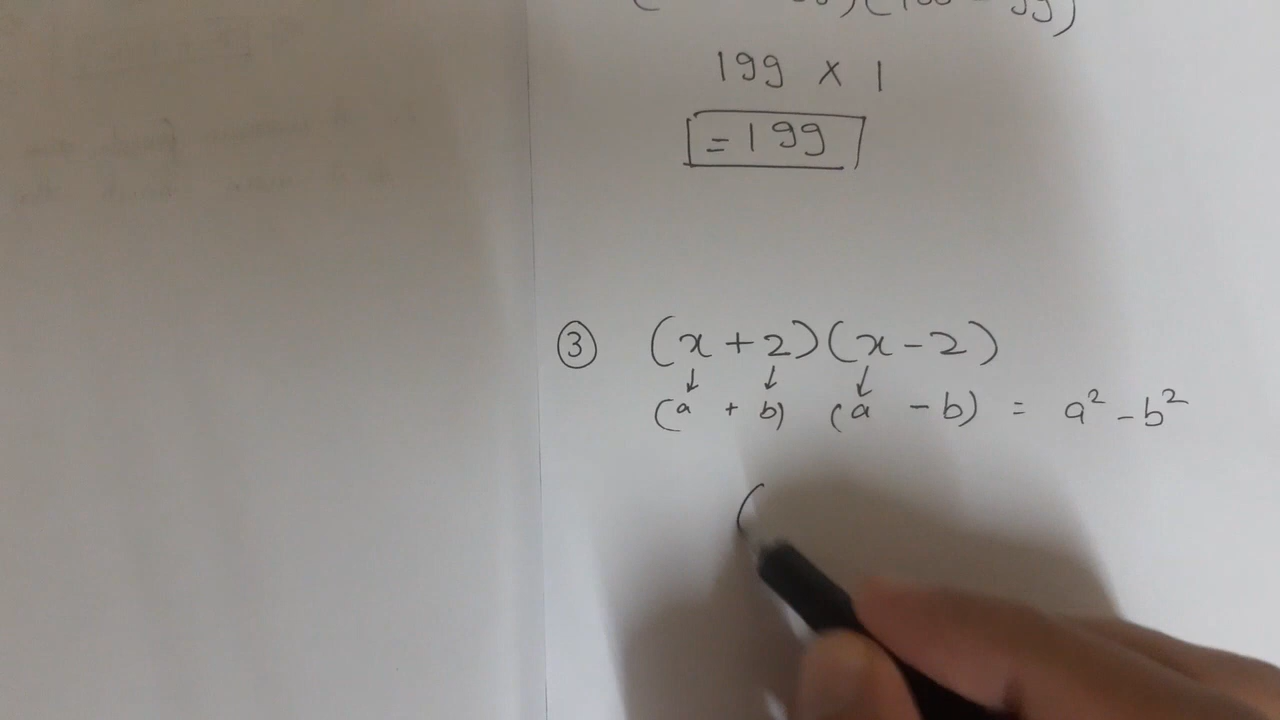 199 × 1
= 199
③ (x + 2)(x - 2)
↓ ↓ ↓
(a + b) (a - b) = a² - b²
(